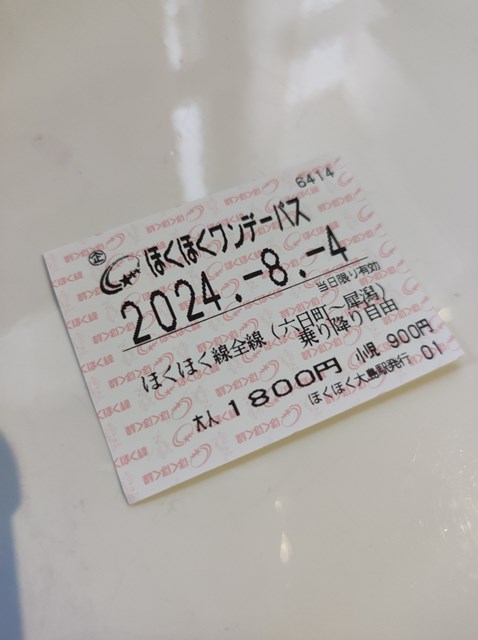 6414
企 ほくほくワンデーパス
2024.-8.-4
当日限り有効
ほくほく線全線(六日町～犀潟)
乗り降り自由
大人 1800円 小児 900円
ほくほく大島駅発行 01